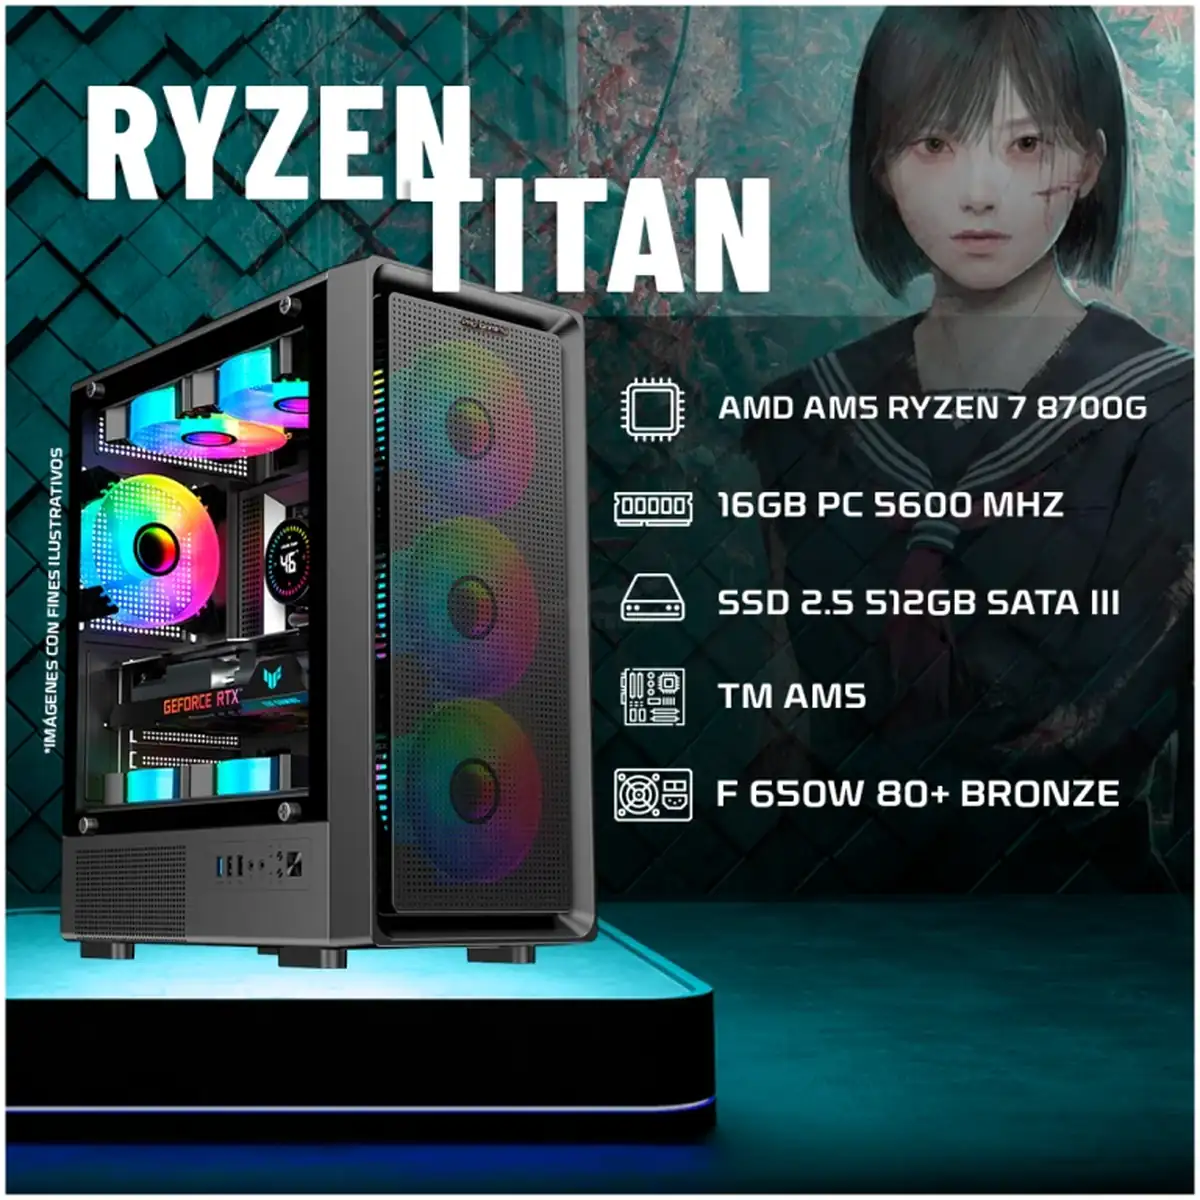 RYZEN
TITAN
AMD AM5 RYZEN 7 8700G
16GB PC 5600 MHZ
SSD 2.5 512GB SATA III
TM AM5
F 650W 80+ BRONZE
*IMÁGENES CON FINES ILUSTRATIVOS
46°
GEFORCE RTX™